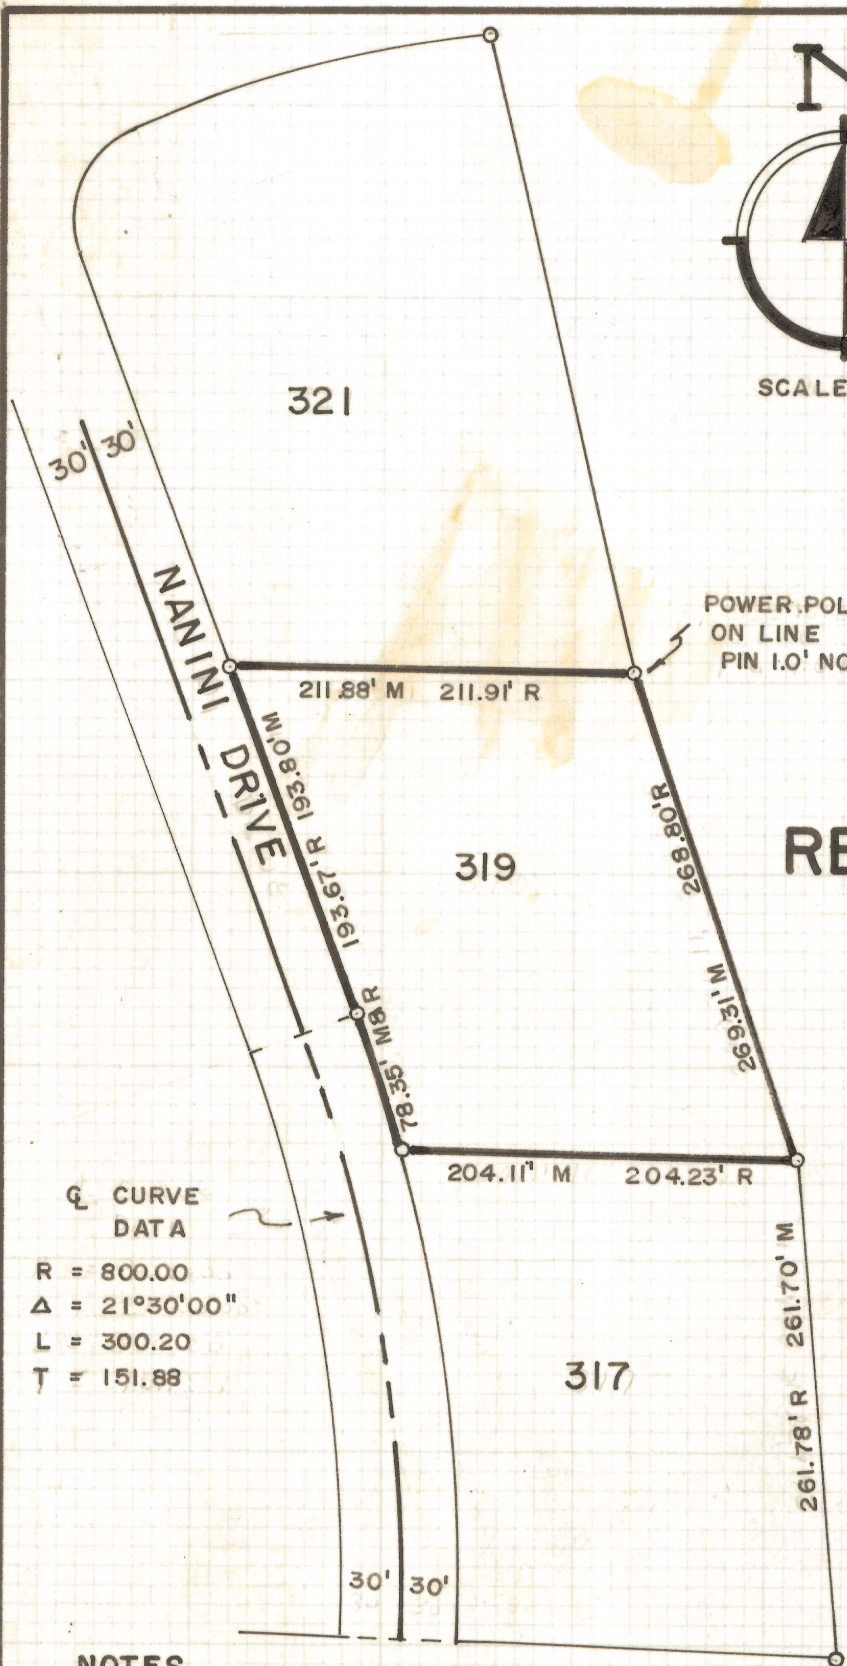 N
SCALE
321
30' 30'
NANINI DRIVE
POWER POL
ON LINE
PIN 1.0' NO
211.88' M 211.91' R
193.67' R 193.80' M
319
268.80' R
269.31' M
RE
78.35' M&R
204.11' M 204.23' R
℄ CURVE
DATA
R = 800.00
Δ = 21°30'00"
L = 300.20
T = 151.88
317
261.78' R 261.70' M
30' 30'
NOTES